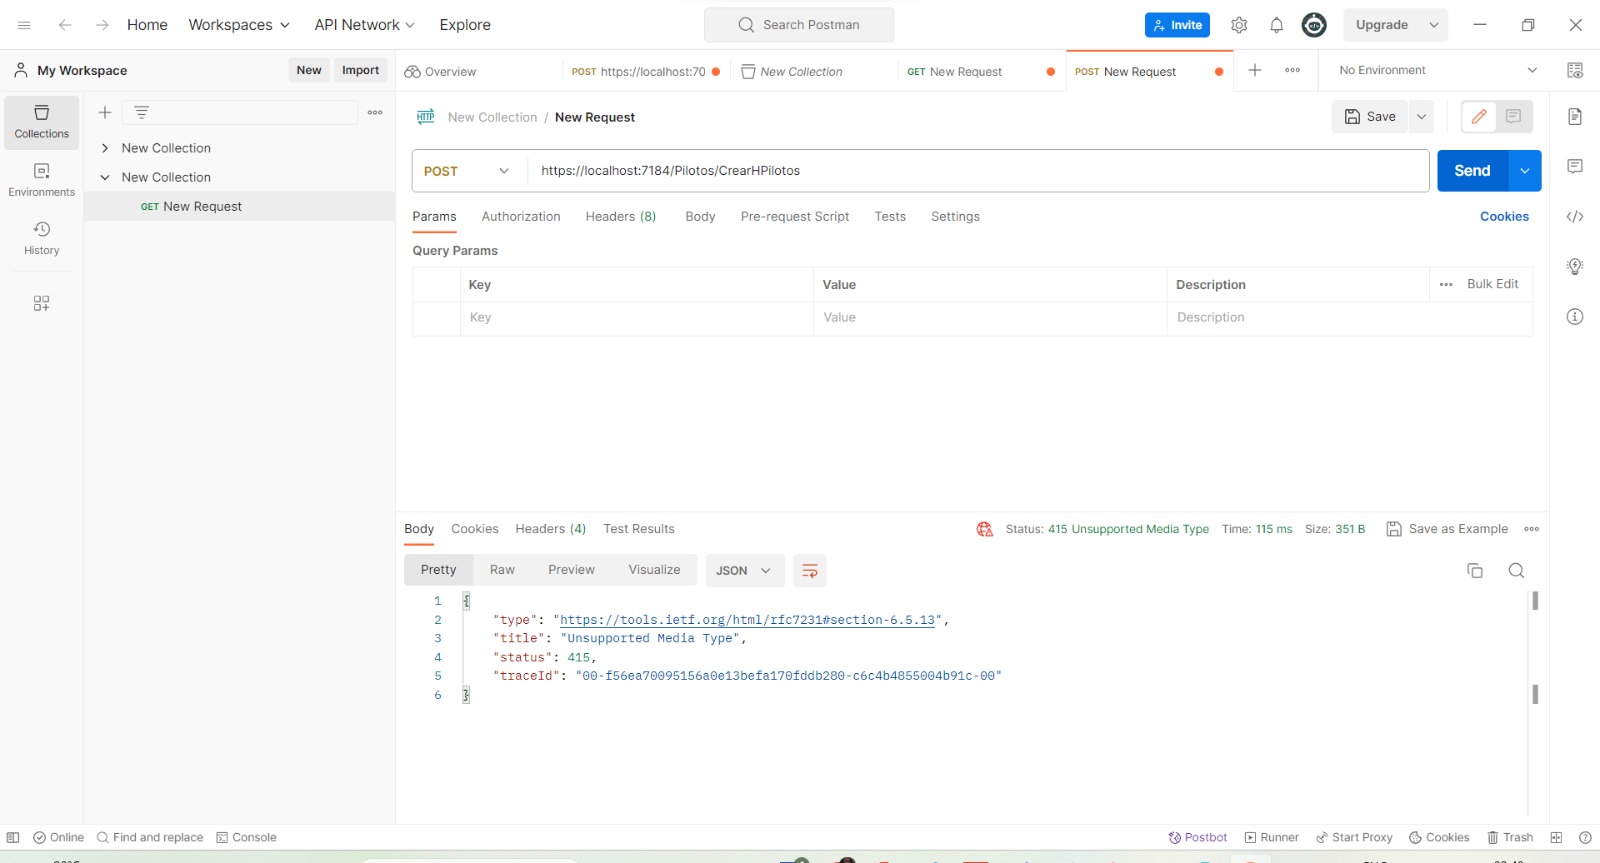 Home Workspaces API Network Explore Search Postman Invite Upgrade
My Workspace New Import Overview POST https://localhost:70 New Collection GET New Request POST New Request No Environment
Collections
Environments
History
New Collection
New Collection
GET New Request
HTTP New Collection / New Request Save
POST https://localhost:7184/Pilotos/CrearHPilotos Send
Params Authorization Headers (8) Body Pre-request Script Tests Settings Cookies
Query Params
Key Value Description Bulk Edit
Key Value Description
Body Cookies Headers (4) Test Results Status: 415 Unsupported Media Type Time: 115 ms Size: 351 B Save as Example
Pretty Raw Preview Visualize JSON
1 {
2 "type": "https://tools.ietf.org/html/rfc7231#section-6.5.13",
3 "title": "Unsupported Media Type",
4 "status": 415,
5 "traceId": "00-f56ea70095156a0e13befa170fddb280-c6c4b4855004b91c-00"
6 }
Online Find and replace Console Postbot Runner Start Proxy Cookies Trash